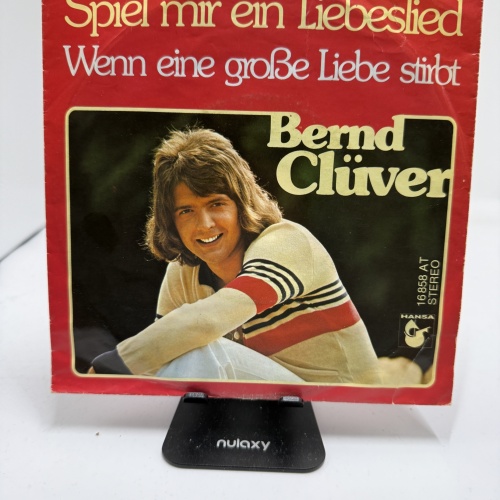 Spiel mir ein Liebeslied
Wenn eine große Liebe stirbt
Bernd
Clüver
16 858 AT
STEREO
HANSA
nulaxy